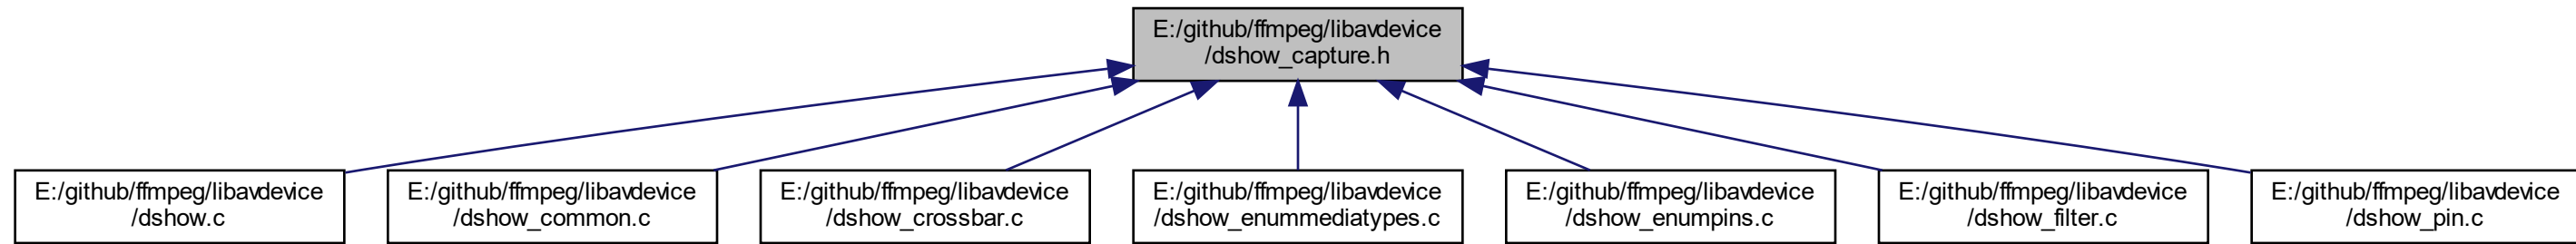 E:/github/ffmpeg/libavdevice
/dshow_capture.h
E:/github/ffmpeg/libavdevice
/dshow.c
E:/github/ffmpeg/libavdevice
/dshow_common.c
E:/github/ffmpeg/libavdevice
/dshow_crossbar.c
E:/github/ffmpeg/libavdevice
/dshow_enummediatypes.c
E:/github/ffmpeg/libavdevice
/dshow_enumpins.c
E:/github/ffmpeg/libavdevice
/dshow_filter.c
E:/github/ffmpeg/libavdevice
/dshow_pin.c